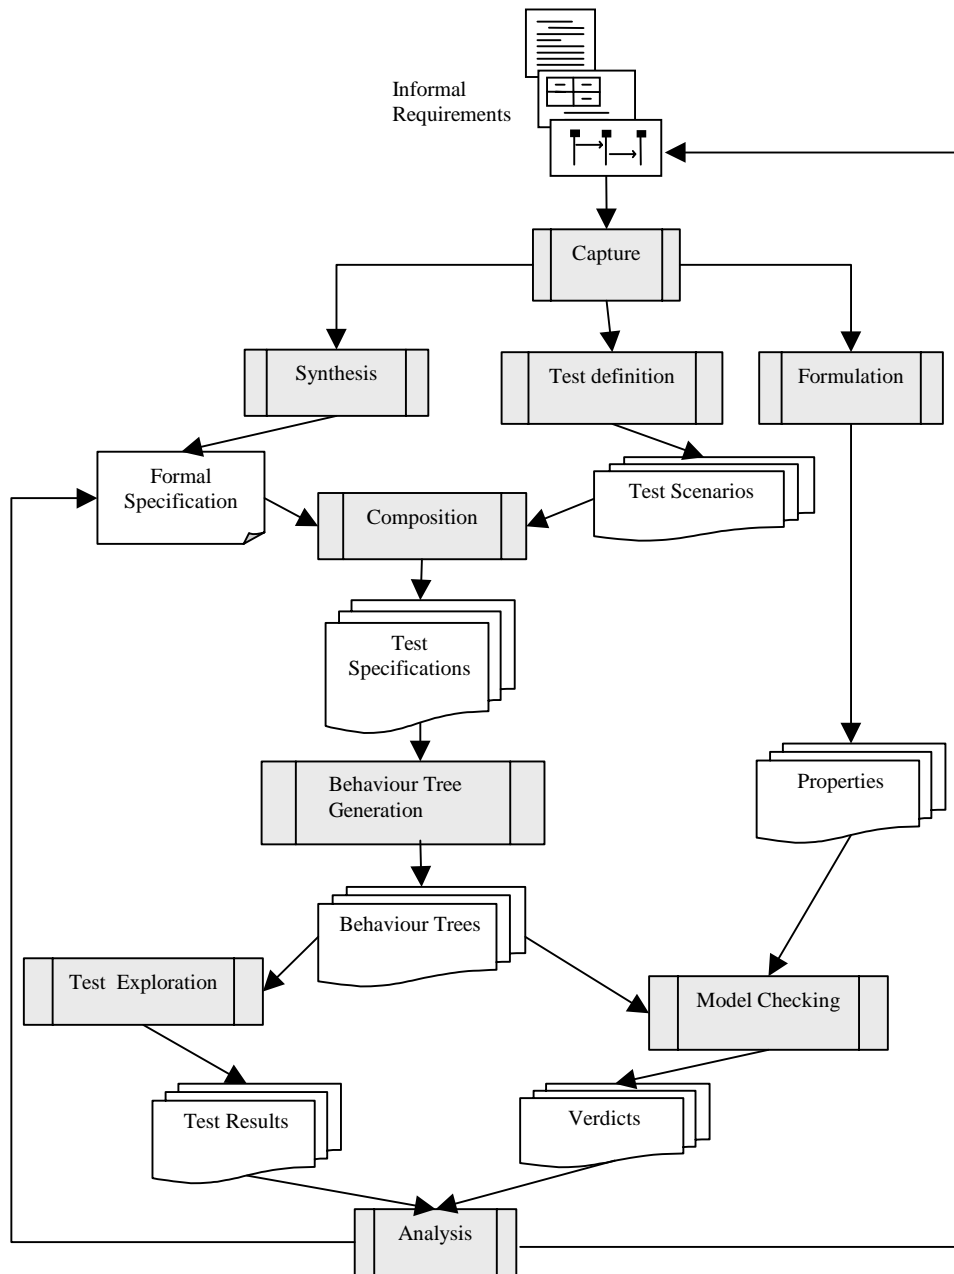 Informal
Requirements
Capture
Synthesis
Test definition
Formulation
Formal
Specification
Composition
Test Scenarios
Test
Specifications
Behaviour Tree
Generation
Properties
Behaviour Trees
Test Exploration
Model Checking
Test Results
Verdicts
Analysis